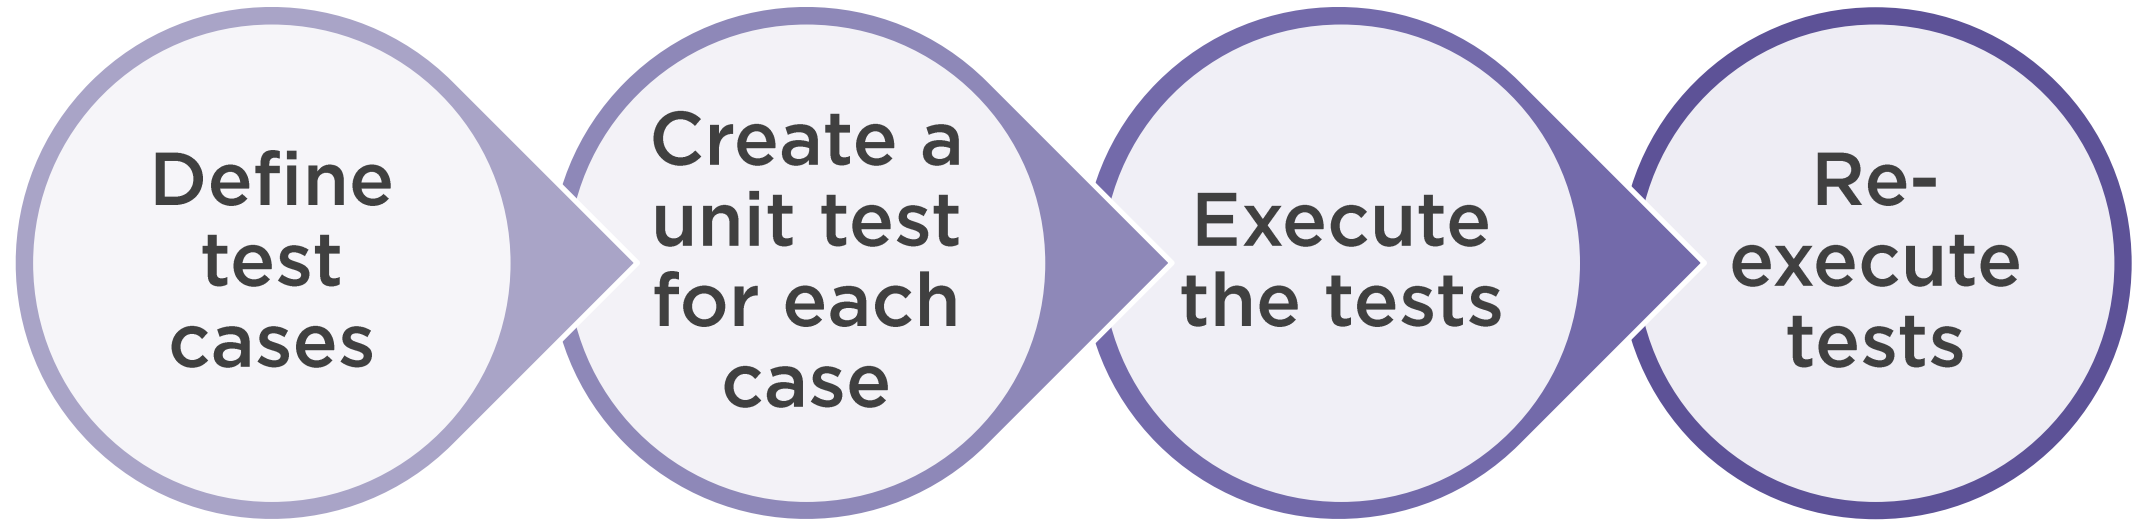 Define
test
cases
Create a
unit test
for each
case
Execute
the tests
Re-
execute
tests